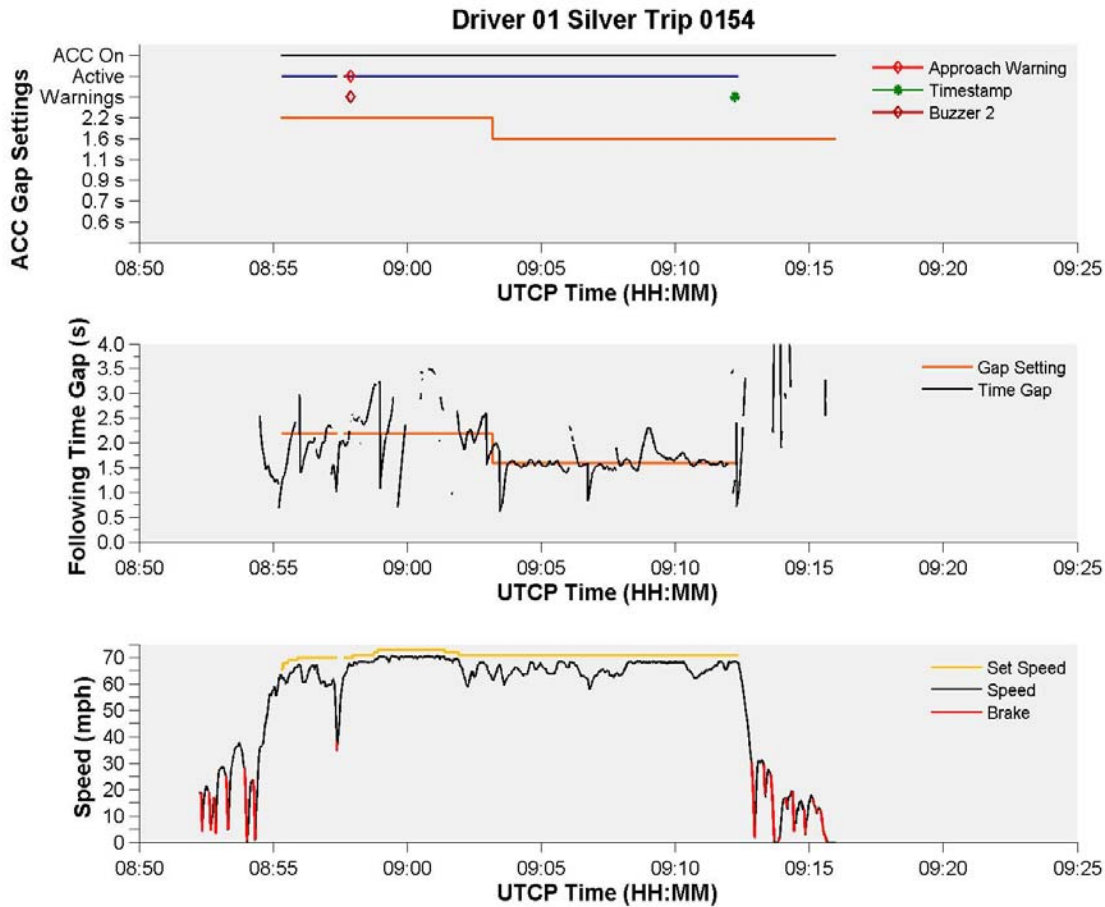 Driver 01 Silver Trip 0154
ACC Gap Settings
ACC On
Active
Warnings
2.2 s
1.6 s
1.1 s
0.9 s
0.7 s
0.6 s
Approach Warning
Timestamp
Buzzer 2
08:50 08:55 09:00 09:05 09:10 09:15 09:20 09:25
UTCP Time (HH:MM)
Following Time Gap (s)
4.0
3.5
3.0
2.5
2.0
1.5
1.0
0.5
0.0
Gap Setting
Time Gap
08:50 08:55 09:00 09:05 09:10 09:15 09:20 09:25
UTCP Time (HH:MM)
Speed (mph)
70
60
50
40
30
20
10
0
Set Speed
Speed
Brake
08:50 08:55 09:00 09:05 09:10 09:15 09:20 09:25
UTCP Time (HH:MM)